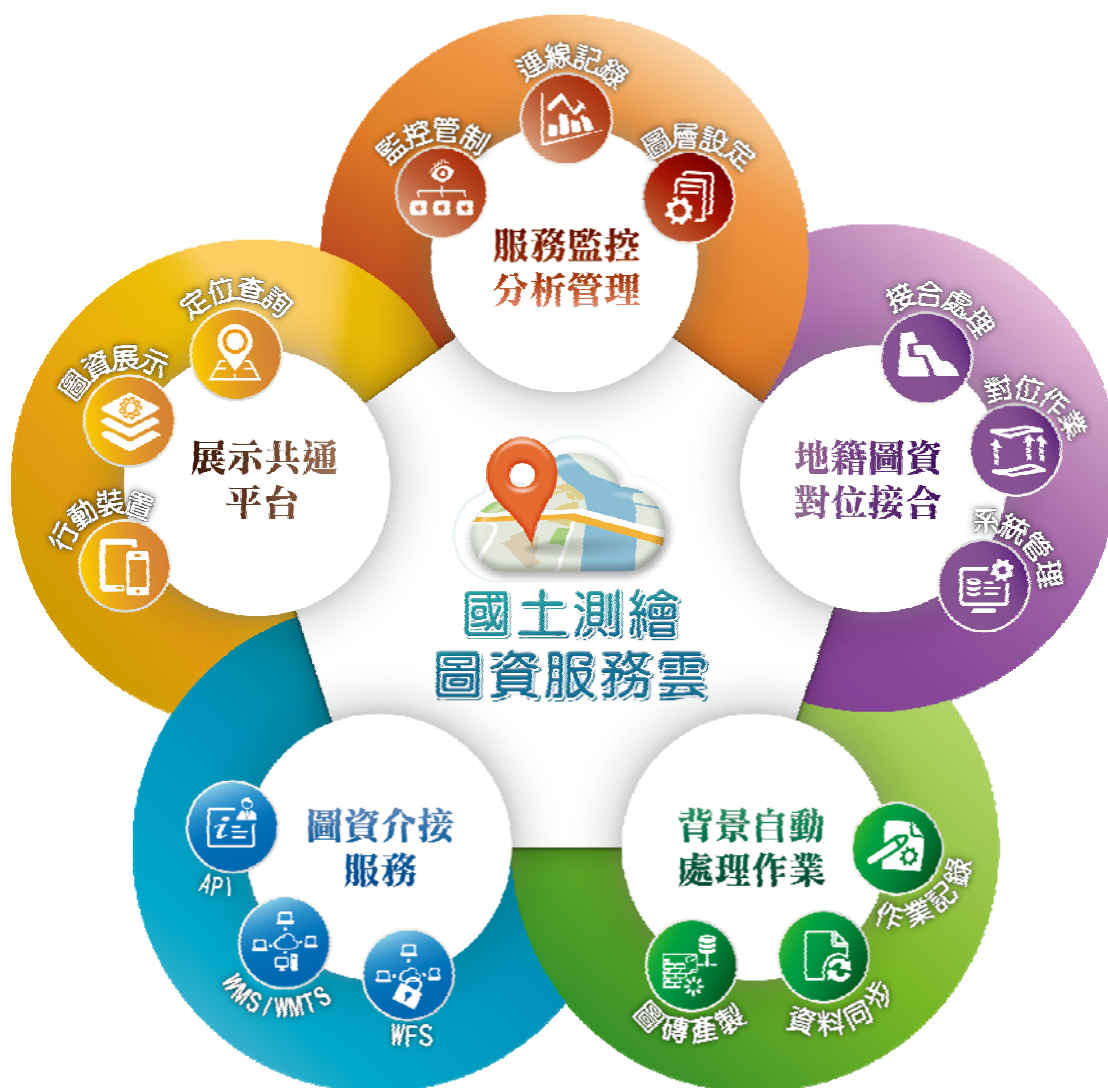 連線記錄
監控管制
圖層設定
服務監控
分析管理
定位查詢
圖資展示
行動裝置
展示共通
平台
接合處理
對位作業
系統管理
地籍圖資
對位接合
國土測繪
圖資服務雲
圖資介接
服務
API
WMS/WMTS
WFS
背景自動
處理作業
作業記錄
資料同步
圖磚產製